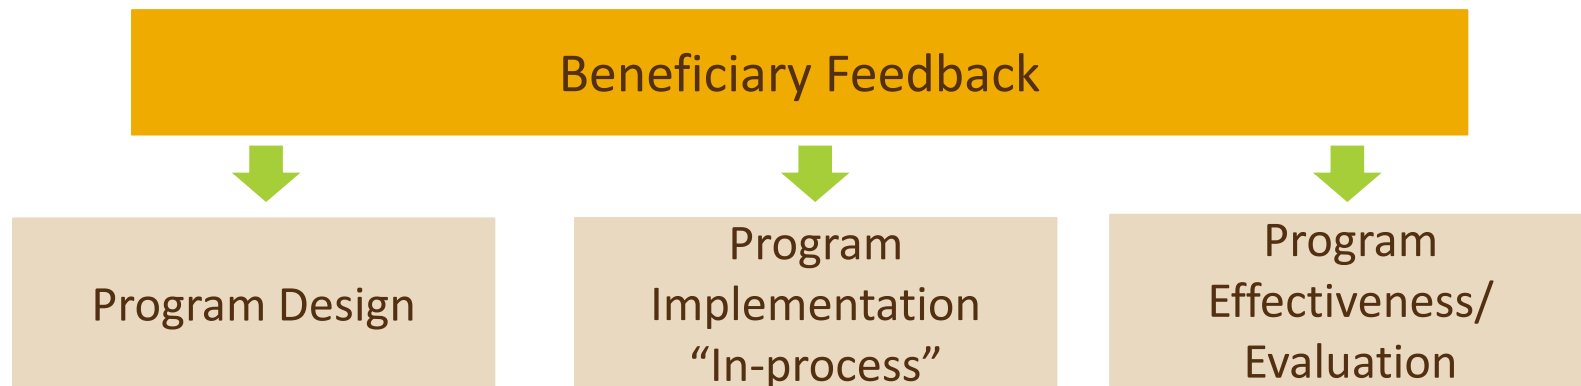 Beneficiary Feedback
Program Design
Program
Implementation
“In-process”
Program
Effectiveness/
Evaluation